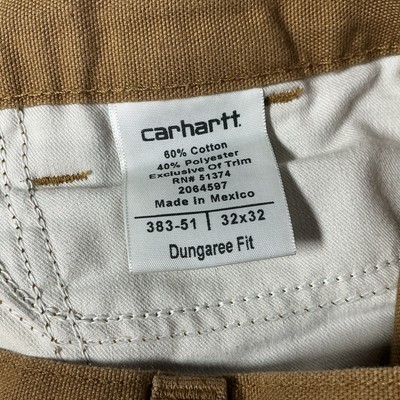 carhartt
60% Cotton
40% Polyester
Exclusive Of Trim
RN# 51374
2064597
Made In Mexico
383-51 | 32x32
Dungaree Fit